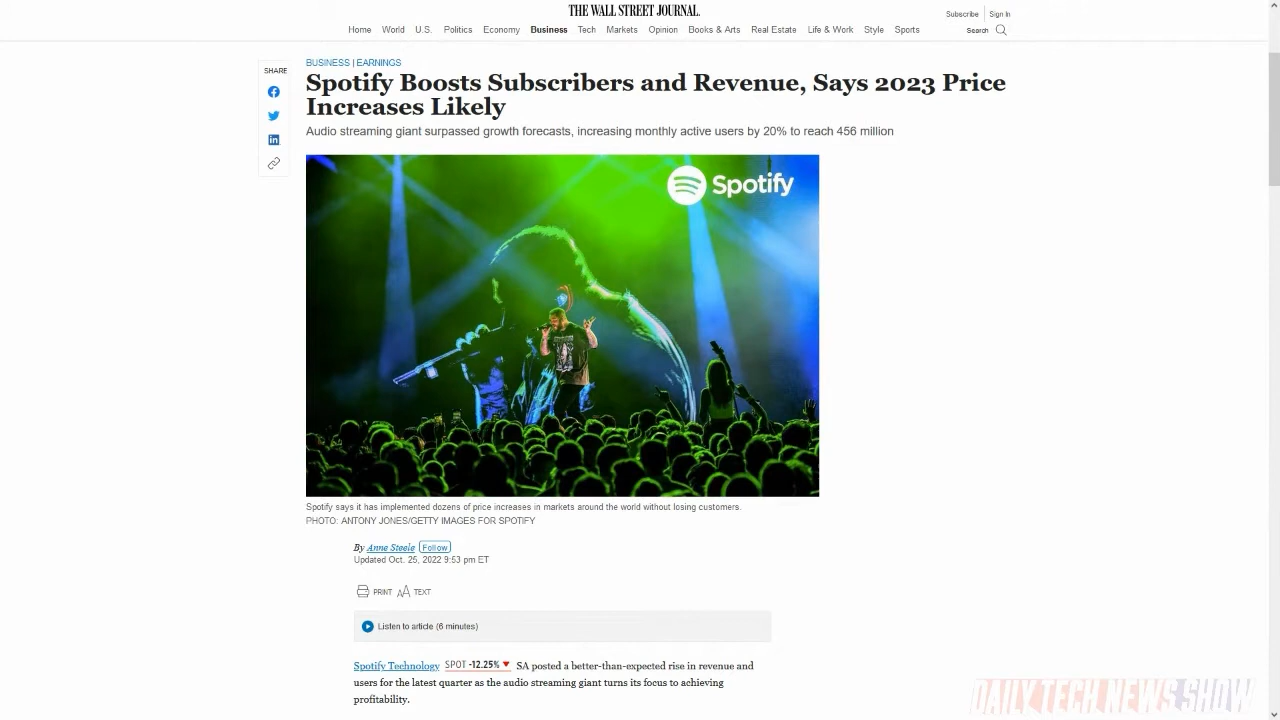 THE WALL STREET JOURNAL.
Subscribe Sign In
Home World U.S. Politics Economy Business Tech Markets Opinion Books & Arts Real Estate Life & Work Style Sports Search
SHARE
BUSINESS | EARNINGS
Spotify Boosts Subscribers and Revenue, Says 2023 Price
Increases Likely
Audio streaming giant surpassed growth forecasts, increasing monthly active users by 20% to reach 456 million
Spotify
Spotify says it has implemented dozens of price increases in markets around the world without losing customers.
PHOTO: ANTONY JONES/GETTY IMAGES FOR SPOTIFY
By Anne Steele Follow
Updated Oct. 25, 2022 9:53 pm ET
PRINT AA TEXT
Listen to article (6 minutes)
Spotify Technology SPOT -12.25% SA posted a better-than-expected rise in revenue and
users for the latest quarter as the audio streaming giant turns its focus to achieving
profitability.
DAILY TECH NEWS SHOW